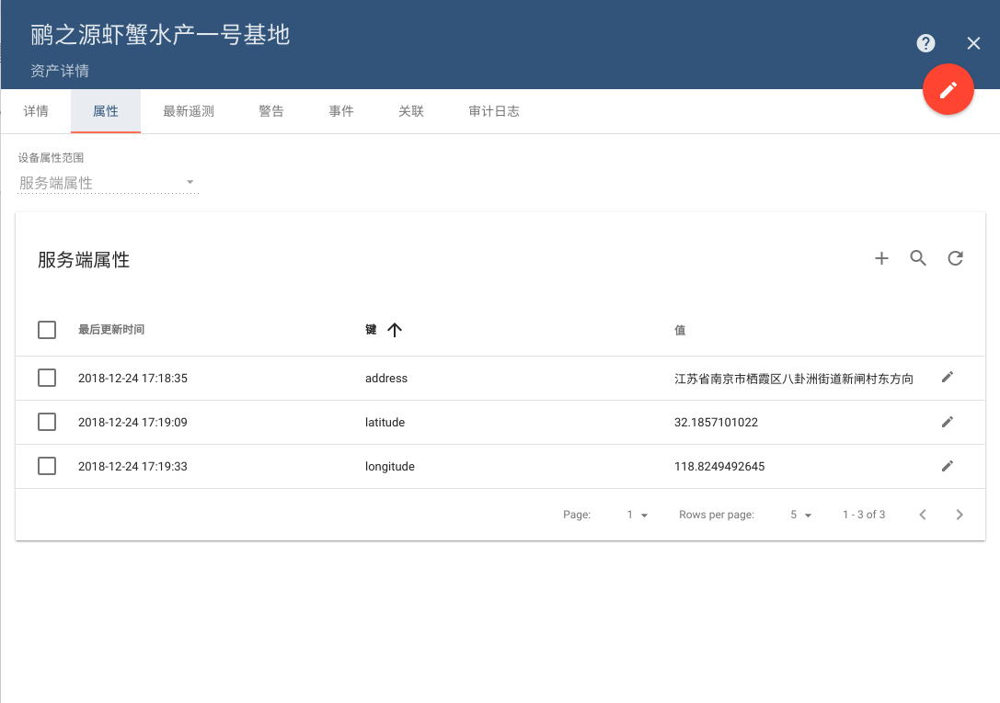 鹂之源虾蟹水产一号基地
资产详情
详情 属性 最新遥测 警告 事件 关联 审计日志
设备属性范围
服务端属性
服务端属性
最后更新时间 键 值
2018-12-24 17:18:35 address 江苏省南京市栖霞区八卦洲街道新闸村东方向
2018-12-24 17:19:09 latitude 32.1857101022
2018-12-24 17:19:33 longitude 118.8249492645
Page: 1 Rows per page: 5 1 - 3 of 3